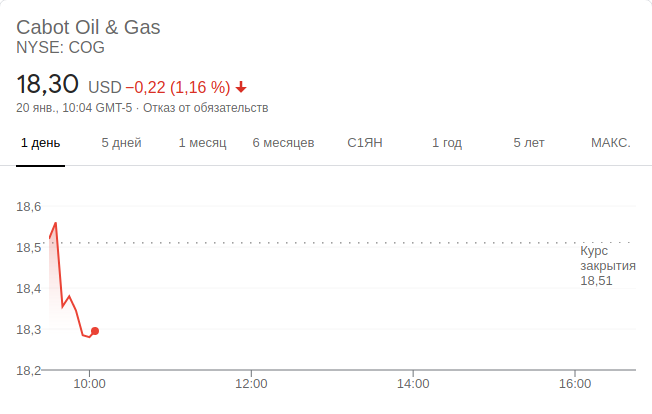 Cabot Oil & Gas
NYSE: COG
18,30 USD −0,22 (1,16 %)
20 янв., 10:04 GMT-5 · Отказ от обязательств
1 день 5 дней 1 месяц 6 месяцев С1ЯН 1 год 5 лет МАКС.
18,6
18,5
Курс
закрытия
18,51
18,4
18,3
18,2
10:00 12:00 14:00 16:00